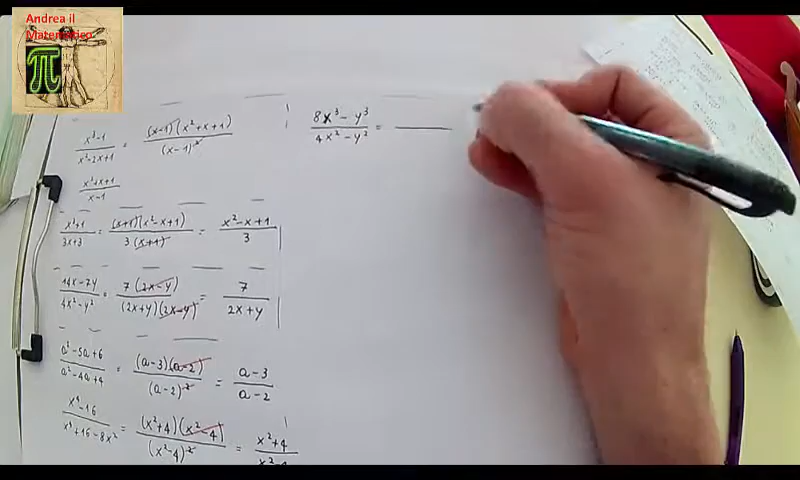 Andrea il
Matematico
π
(x³-1)/(x²-2x+1) = ((x-1)(x²+x+1))/((x-1)²)
(x²+x+1)/(x-1)
(x³+1)/(3x+3) = ((x+1)(x²-x+1))/(3(x+1)) = (x²-x+1)/3
(14x-7y)/(4x²-y²) = (7(2x-y))/((2x+y)(2x-y)) = 7/(2x+y)
(a²-5a+6)/(a²-4a+4) = ((a-3)(a-2))/((a-2)²) = (a-3)/(a-2)
(x⁴-16)/(x⁴+16-8x²) = ((x²+4)(x²-4))/((x²-4)²) = (x²+4)/
(8x³-y³)/(4x²-y²) =